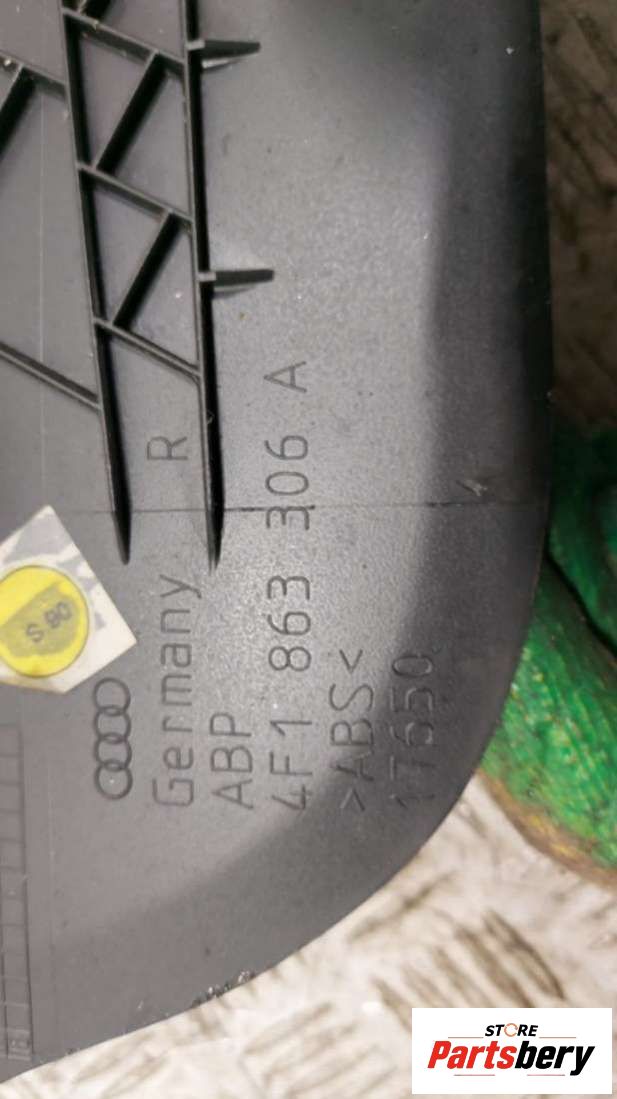 R
Germany
ABP
4F1 863 306 A
>ABS<
17650
S 90
STORE
Partsbery